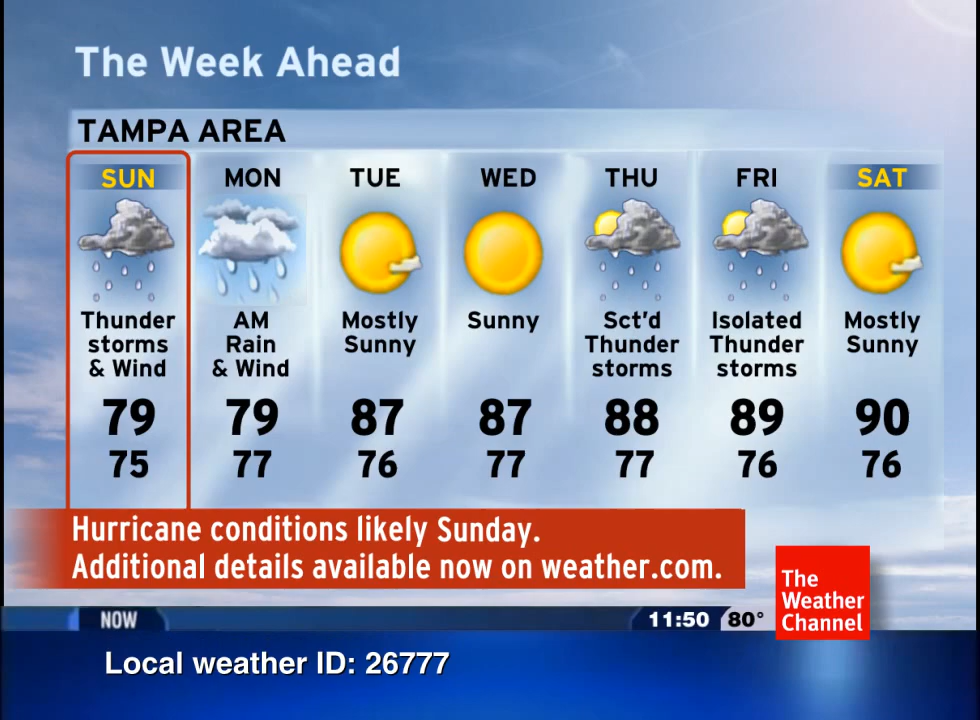 The Week Ahead
TAMPA AREA
SUN MON TUE WED THU FRI SAT
Thunder
storms
& Wind
AM
Rain
& Wind
Mostly
Sunny
Sunny
Sct'd
Thunder
storms
Isolated
Thunder
storms
Mostly
Sunny
79 79 87 87 88 89 90
75 77 76 77 77 76 76
Hurricane conditions likely Sunday.
Additional details available now on weather.com.
The
Weather
Channel
NOW 11:50 80°
Local weather ID: 26777